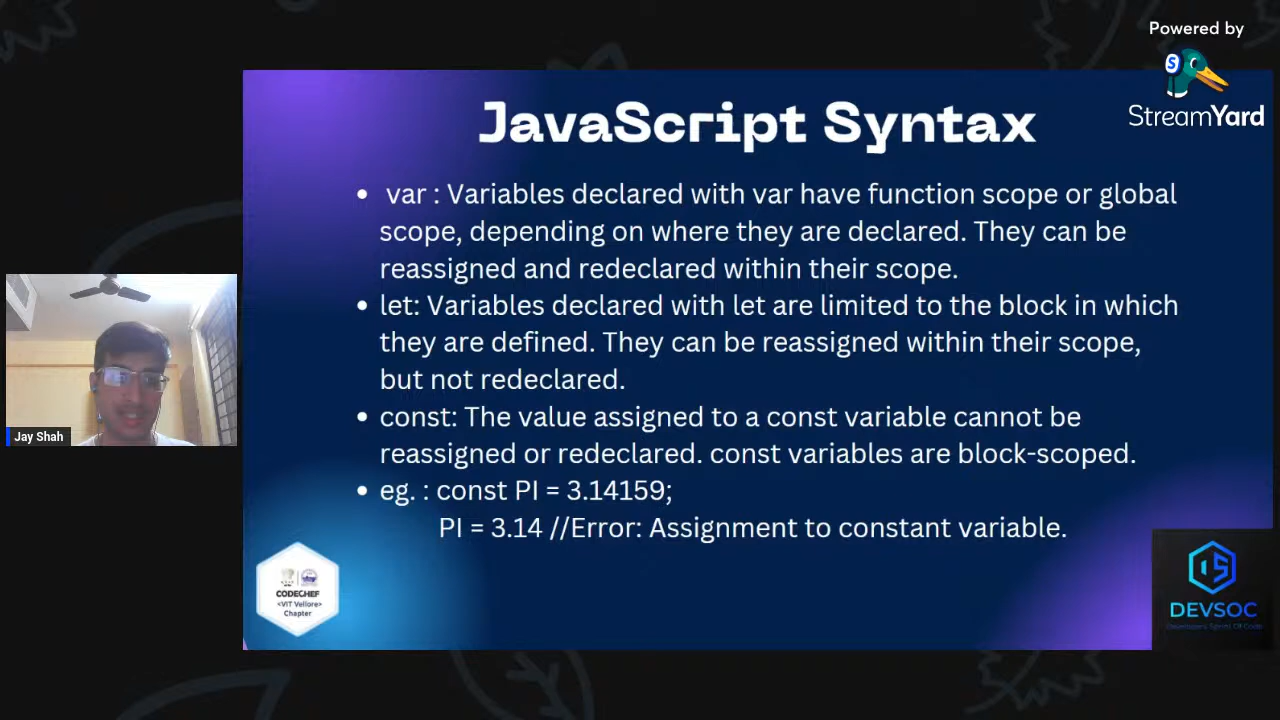 Powered by
StreamYard
JavaScript Syntax
• var : Variables declared with var have function scope or global
scope, depending on where they are declared. They can be
reassigned and redeclared within their scope.
• let: Variables declared with let are limited to the block in which
they are defined. They can be reassigned within their scope,
but not redeclared.
• const: The value assigned to a const variable cannot be
reassigned or redeclared. const variables are block-scoped.
• eg. : const PI = 3.14159;
PI = 3.14 //Error: Assignment to constant variable.
Jay Shah
CODECHEF
<VIT Vellore>
Chapter
DEVSOC